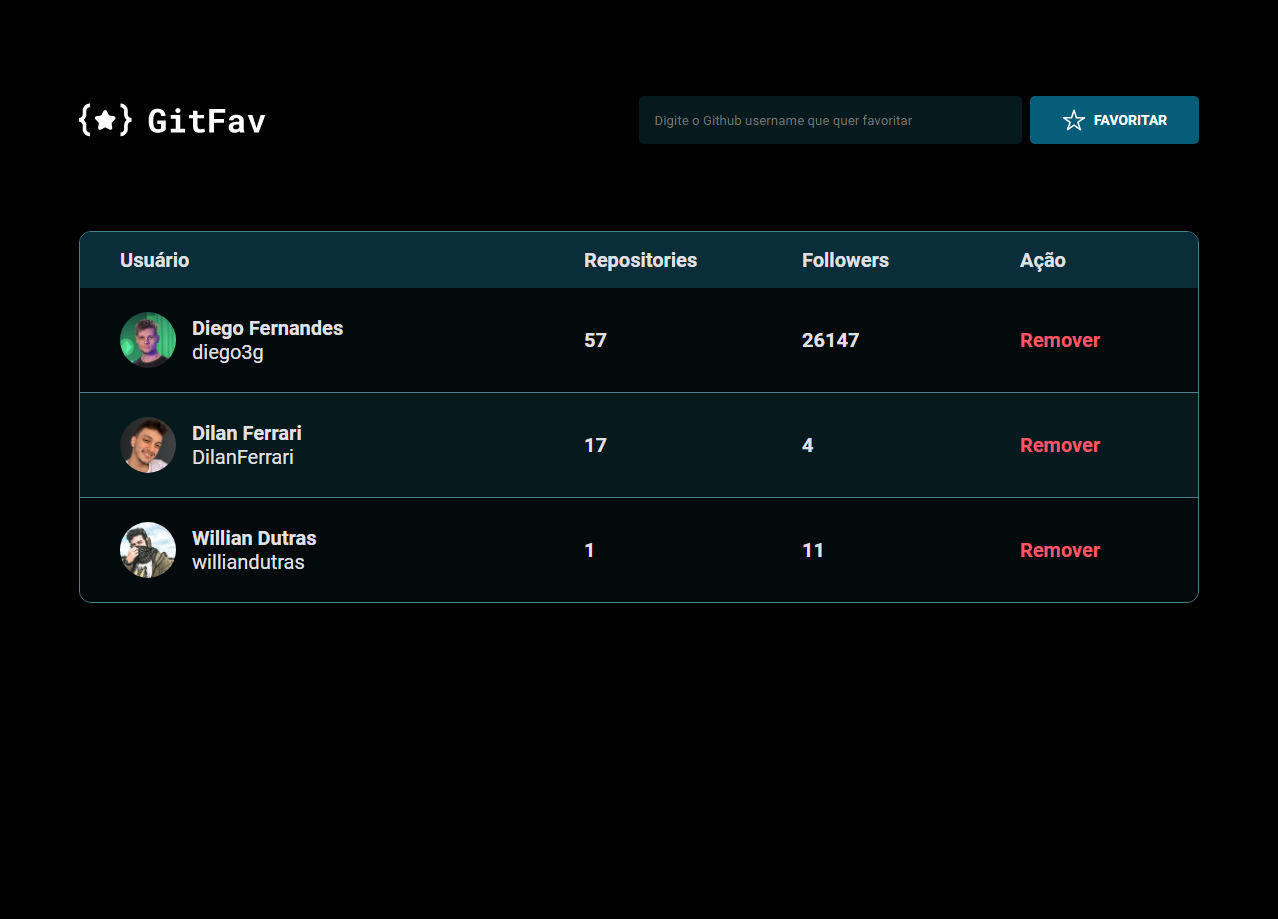 {★} GitFav
Digite o Github username que quer favoritar
FAVORITAR
Usuário Repositories Followers Ação
Diego Fernandes
diego3g
57 26147 Remover
Dilan Ferrari
DilanFerrari
17 4 Remover
Willian Dutras
williandutras
1 11 Remover